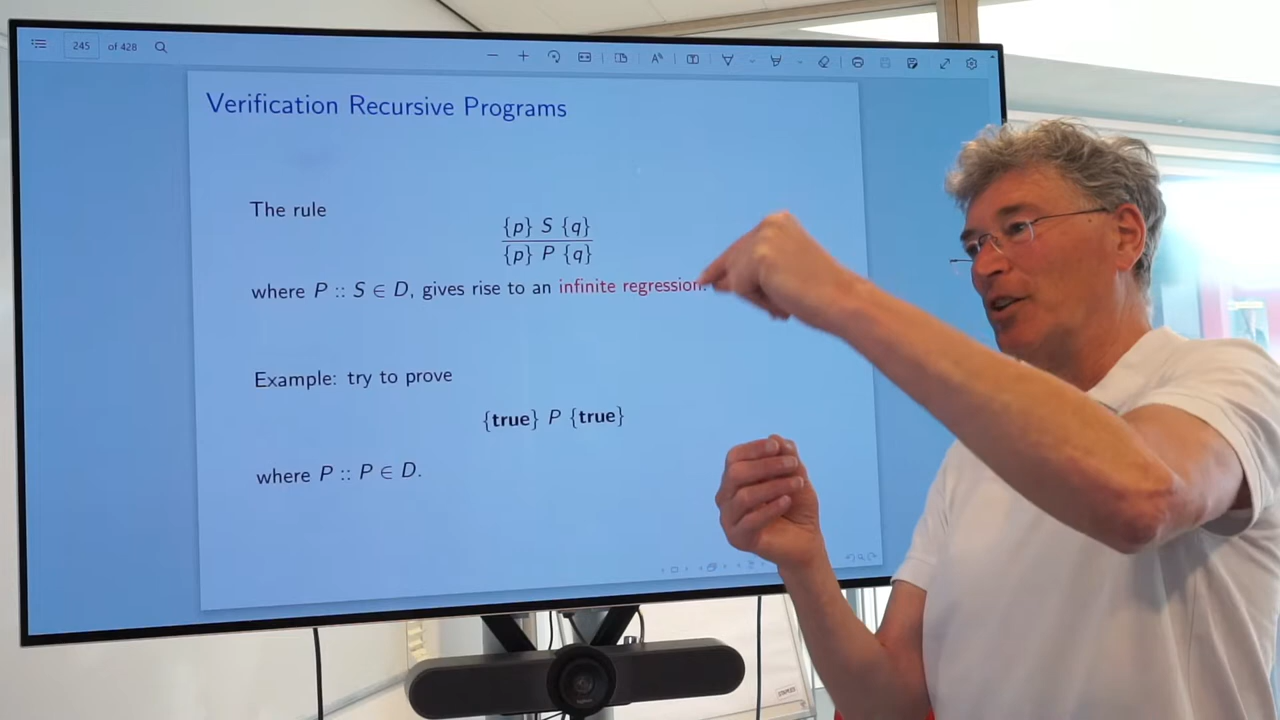 245 of 428
Verification Recursive Programs
The rule
{p} S {q}
{p} P {q}
where P :: S ∈ D, gives rise to an infinite regression.
Example: try to prove
{true} P {true}
where P :: P ∈ D.